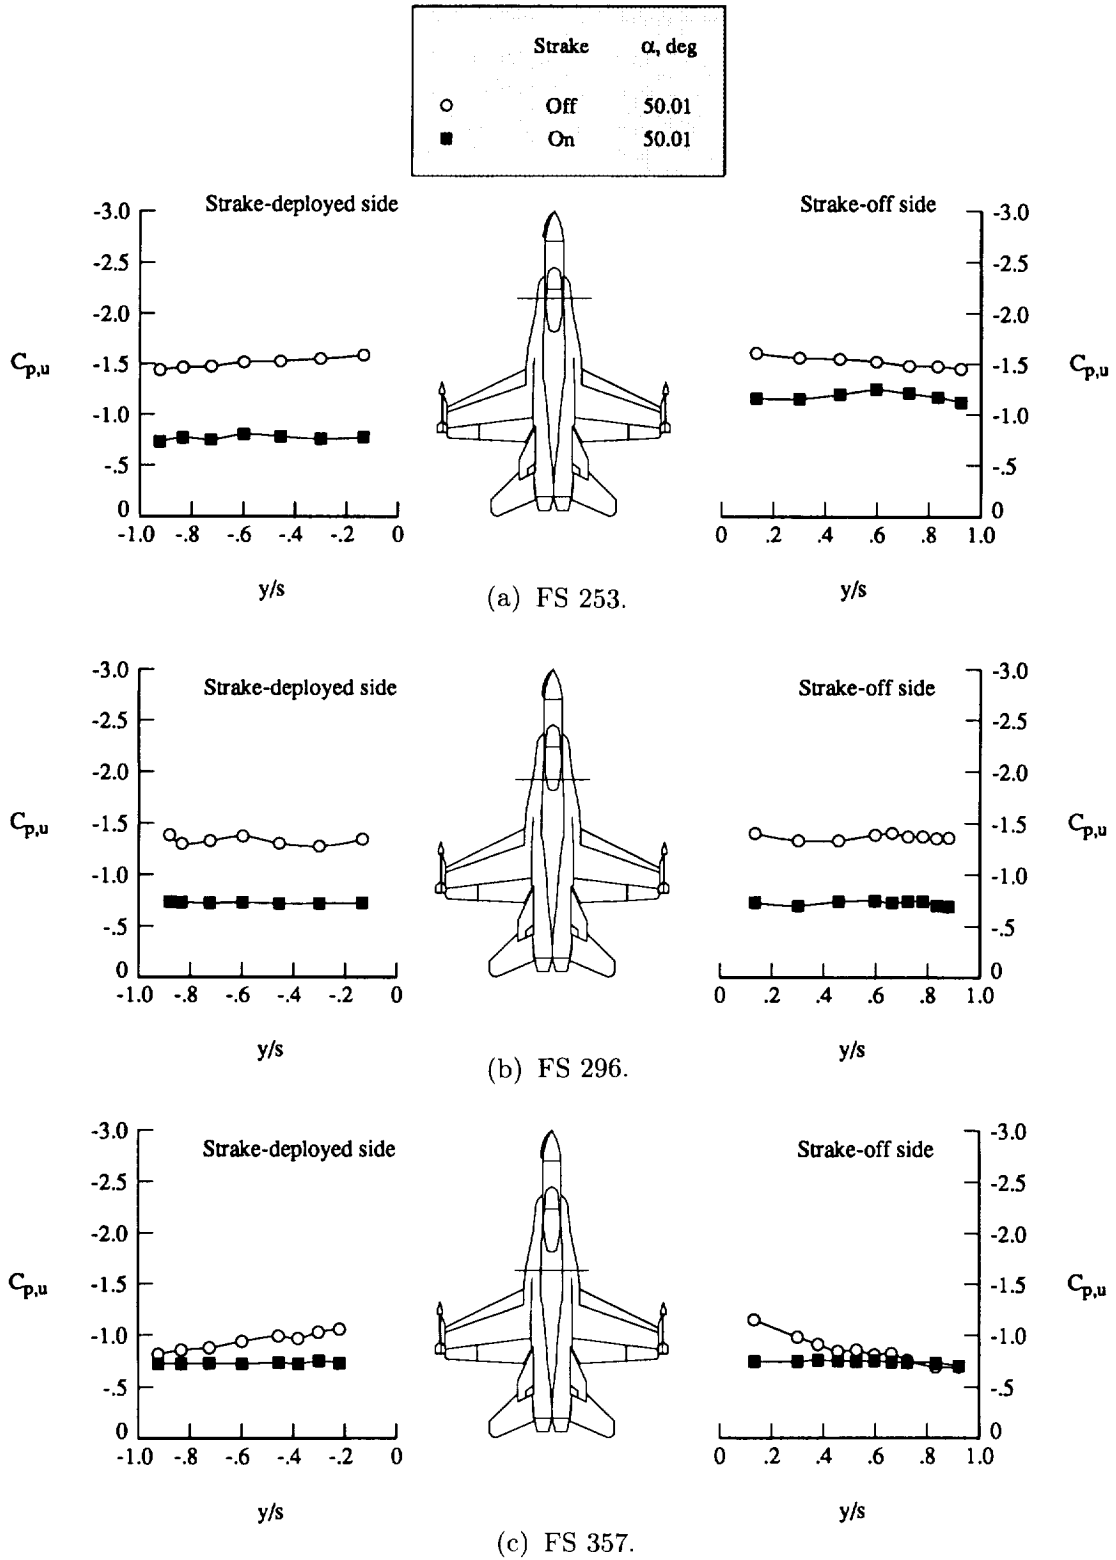 Strake α, deg
Off 50.01
On 50.01
Strake-deployed side
Strake-off side
-3.0
-2.5
-2.0
-1.5
-1.0
-.5
0
Cp,u
-1.0 -.8 -.6 -.4 -.2 0
y/s
-3.0
-2.5
-2.0
-1.5
-1.0
-.5
0
Cp,u
0 .2 .4 .6 .8 1.0
y/s
(a) FS 253.
Strake-deployed side
Strake-off side
-3.0
-2.5
-2.0
-1.5
-1.0
-.5
0
Cp,u
-1.0 -.8 -.6 -.4 -.2 0
y/s
-3.0
-2.5
-2.0
-1.5
-1.0
-.5
0
Cp,u
0 .2 .4 .6 .8 1.0
y/s
(b) FS 296.
Strake-deployed side
Strake-off side
-3.0
-2.5
-2.0
-1.5
-1.0
-.5
0
Cp,u
-1.0 -.8 -.6 -.4 -.2 0
y/s
-3.0
-2.5
-2.0
-1.5
-1.0
-.5
0
Cp,u
0 .2 .4 .6 .8 1.0
y/s
(c) FS 357.